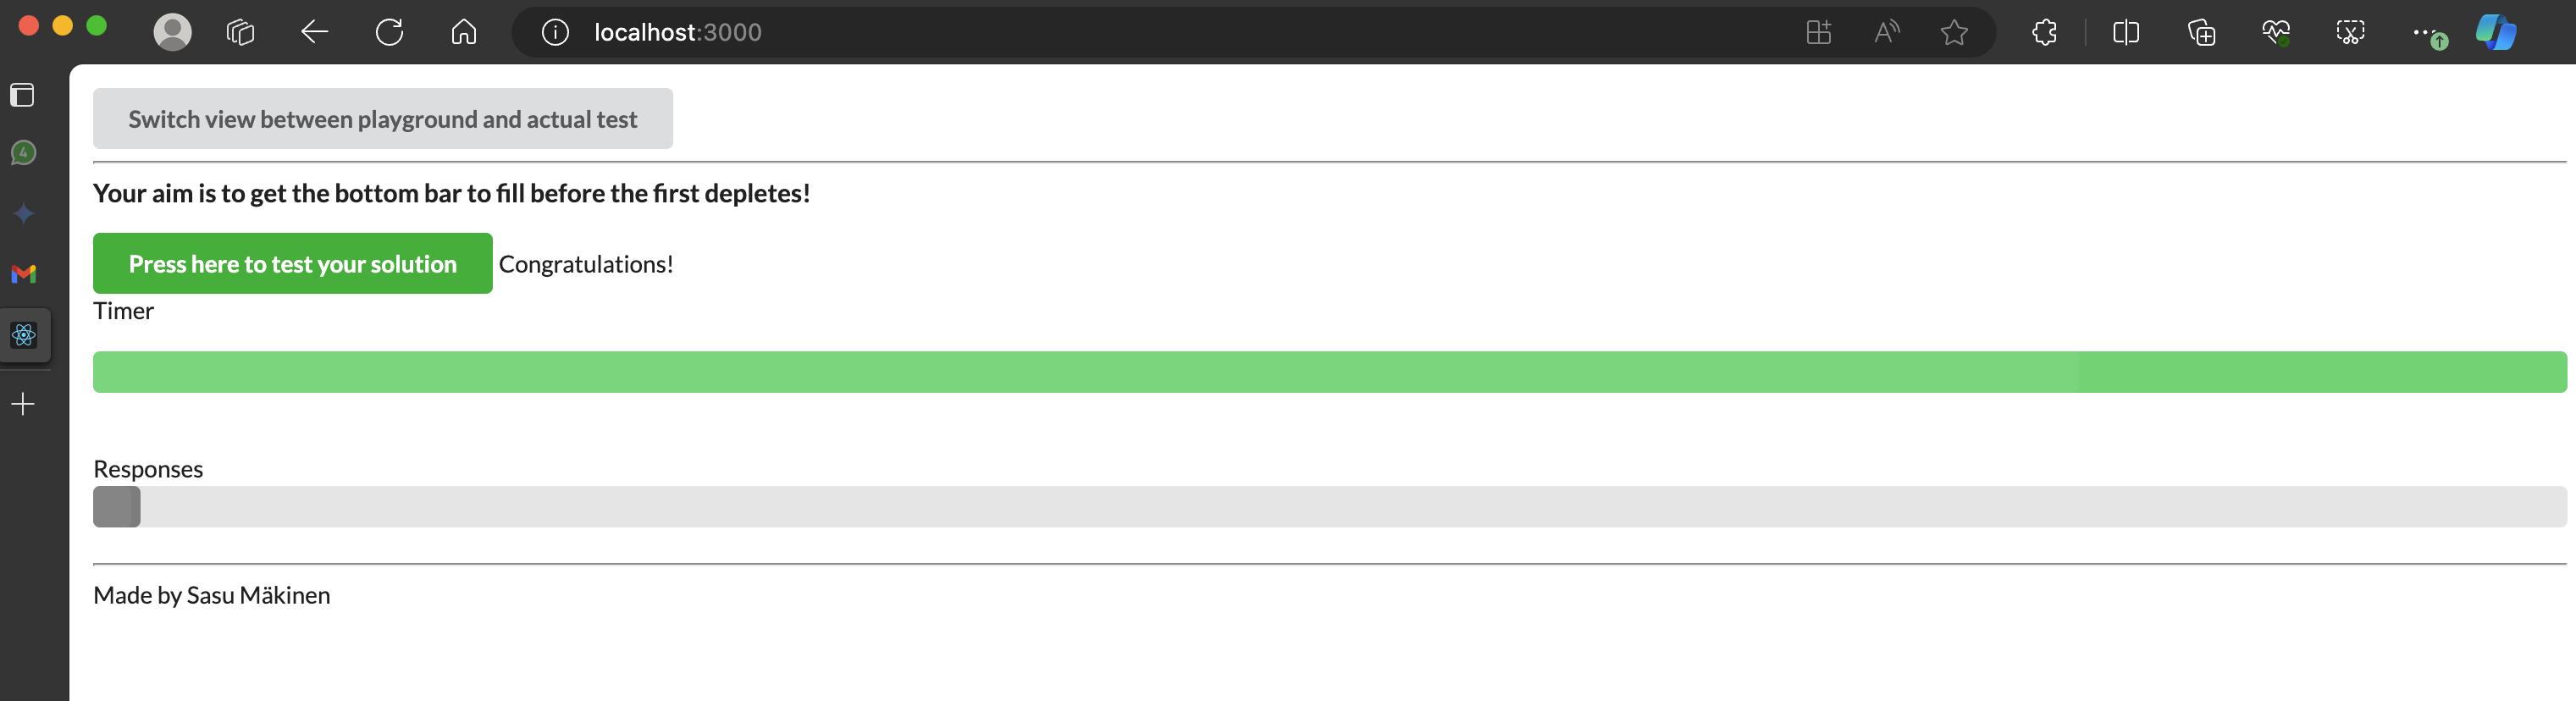 localhost:3000
4
Switch view between playground and actual test
Your aim is to get the bottom bar to fill before the first depletes!
Press here to test your solution Congratulations!
Timer
Responses
Made by Sasu Mäkinen